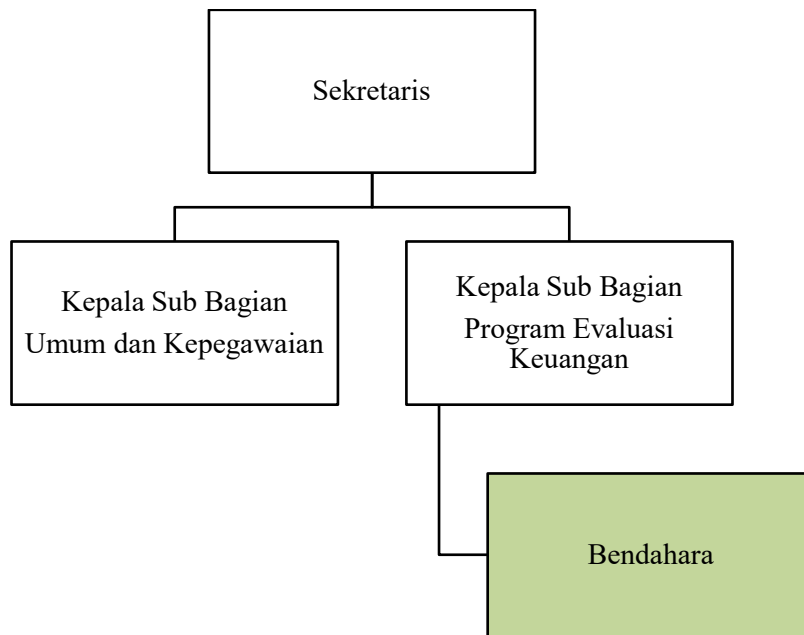 Sekretaris
Kepala Sub Bagian
Umum dan Kepegawaian
Kepala Sub Bagian
Program Evaluasi
Keuangan
Bendahara